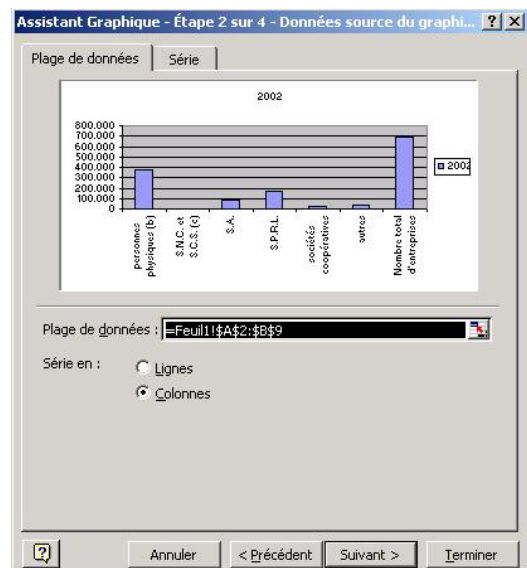 Assistant Graphique - Étape 2 sur 4 - Données source du graphi...
Plage de données
Série
2002
800.000
700.000
600.000
500.000
400.000
300.000
200.000
100.000
0
personnes
physiques (b)
S.N.C. et
S.C.S. (c)
S.A.
S.P.R.L.
sociétés
coopératives
autres
Nombre total
d'entreprises
2002
Plage de données : =Feuil1!$A$2:$B$9
Série en :
Lignes
Colonnes
Annuler
< Précédent
Suivant >
Terminer